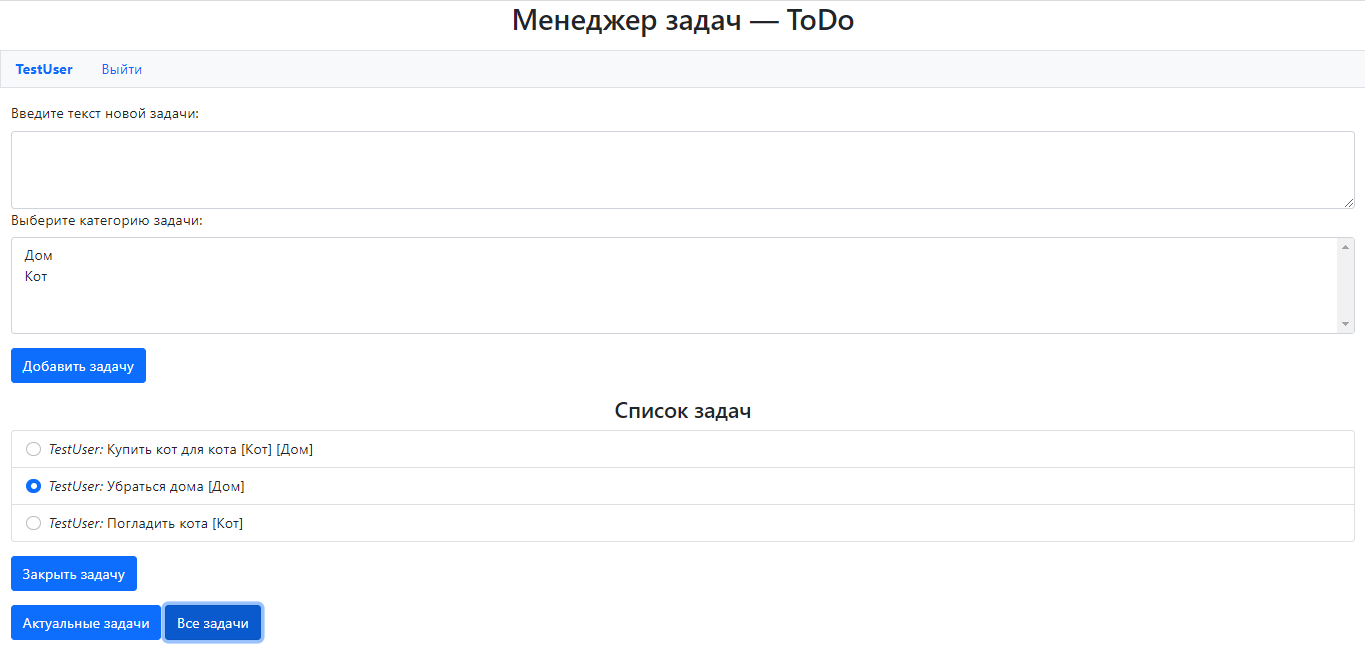 Менеджер задач — ToDo
TestUser Выйти
Введите текст новой задачи:
Выберите категорию задачи:
Дом
Кот
Добавить задачу
Список задач
TestUser: Купить кот для кота [Кот] [Дом]
TestUser: Убраться дома [Дом]
TestUser: Погладить кота [Кот]
Закрыть задачу
Актуальные задачи Все задачи